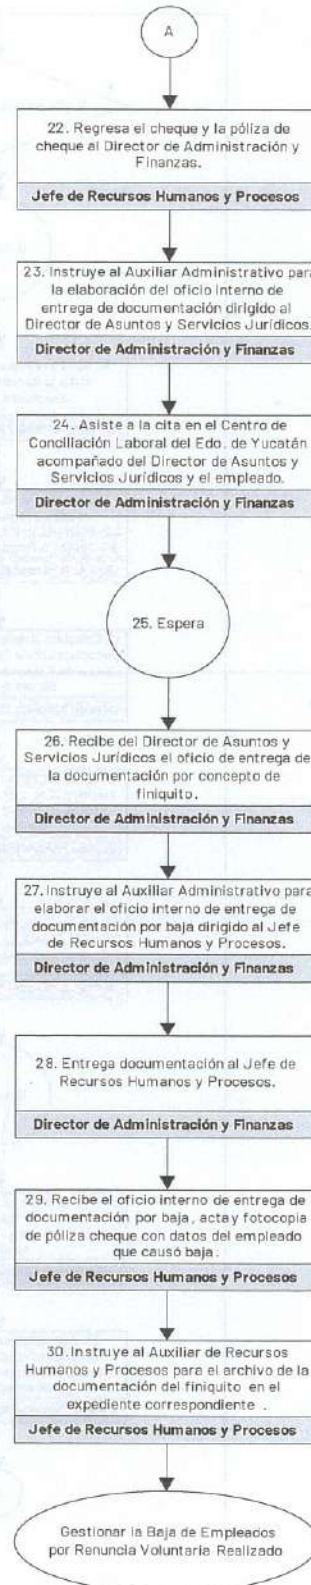 A
22. Regresa el cheque y la póliza de
cheque al Director de Administración y
Finanzas.
Jefe de Recursos Humanos y Procesos
23. Instruye al Auxiliar Administrativo para
la elaboración del oficio interno de
entrega de documentación dirigido al
Director de Asuntos y Servicios Jurídicos.
Director de Administración y Finanzas
24. Asiste a la cita en el Centro de
Conciliación Laboral del Edo. de Yucatán
acompañado del Director de Asuntos y
Servicios Jurídicos y el empleado.
Director de Administración y Finanzas
25. Espera
26. Recibe del Director de Asuntos y
Servicios Jurídicos el oficio de entrega de
la documentación por concepto de
finiquito.
Director de Administración y Finanzas
27. Instruye al Auxiliar Administrativo para
elaborar el oficio interno de entrega de
documentación por baja dirigido al Jefe
de Recursos Humanos y Procesos.
Director de Administración y Finanzas
28. Entrega documentación al Jefe de
Recursos Humanos y Procesos.
Director de Administración y Finanzas
29. Recibe el oficio interno de entrega de
documentación por baja, acta y fotocopia
de póliza cheque con datos del empleado
que causó baja.
Jefe de Recursos Humanos y Procesos
30. Instruye al Auxiliar de Recursos
Humanos y Procesos para el archivo de la
documentación del finiquito en el
expediente correspondiente .
Jefe de Recursos Humanos y Procesos
Gestionar la Baja de Empleados
por Renuncia Voluntaria Realizado